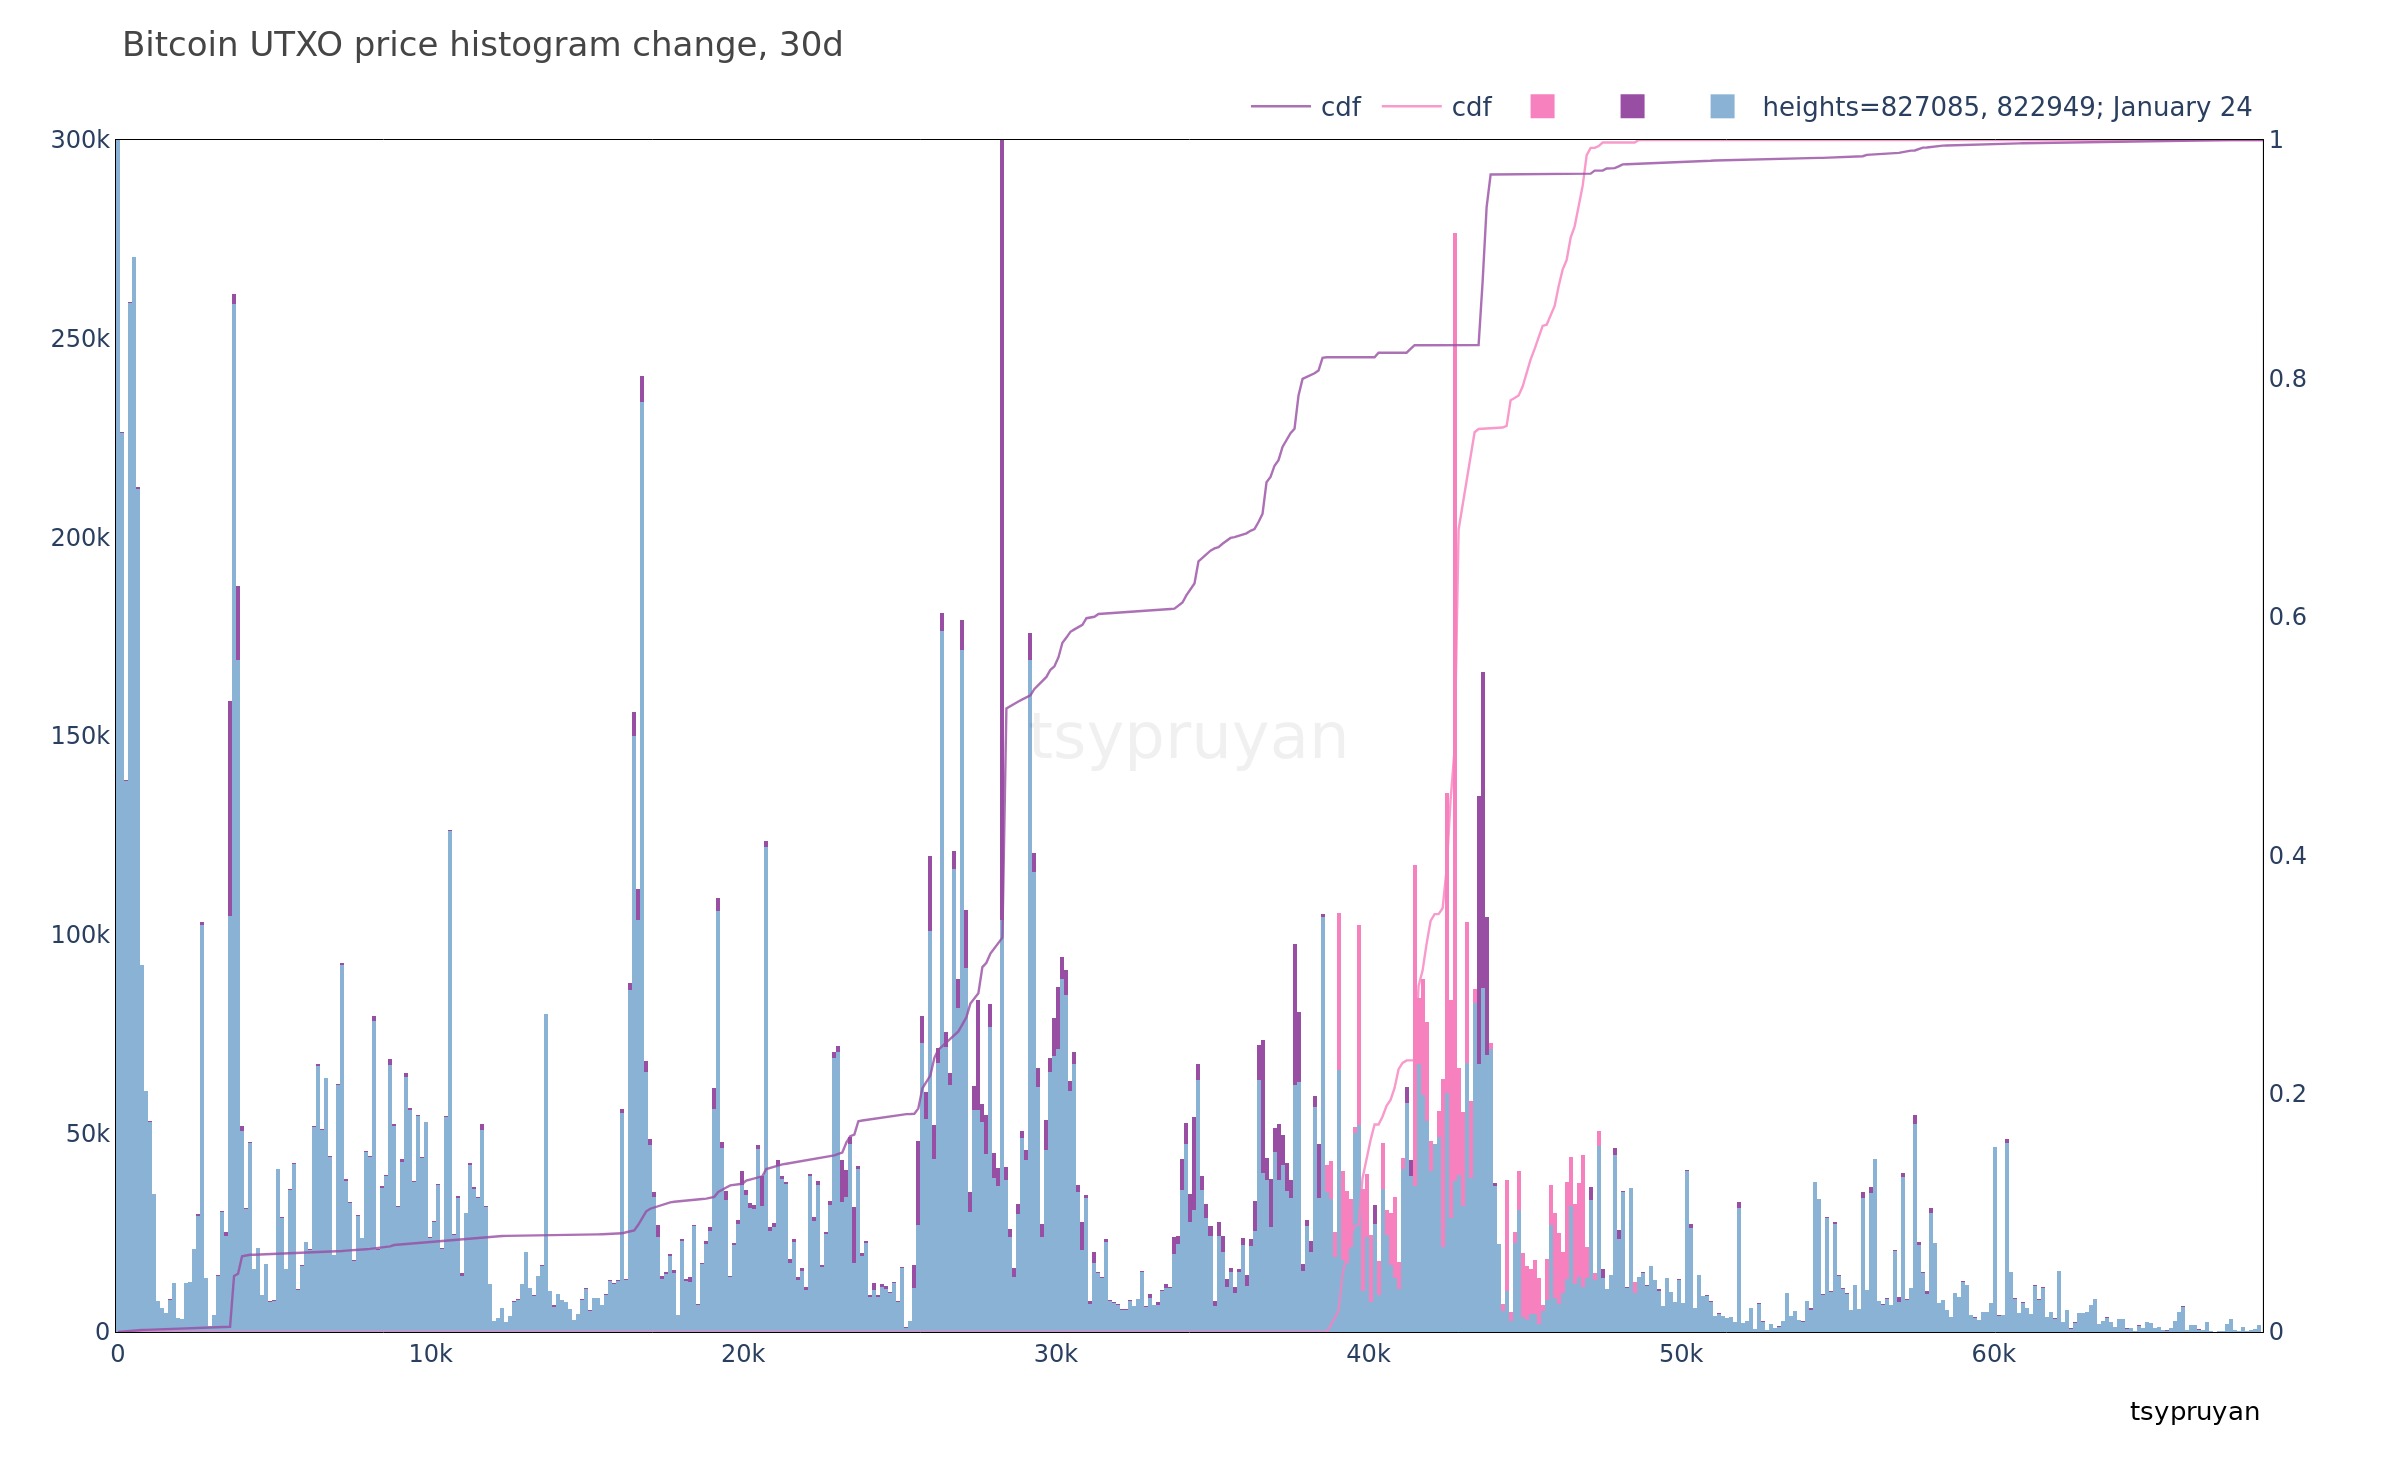 Bitcoin UTXO price histogram change, 30d
cdf cdf heights=827085, 822949; January 24
300k
250k
200k
150k
100k
50k
0
1
0.8
0.6
0.4
0.2
0
tsypruyan
0 10k 20k 30k 40k 50k 60k
tsypruyan